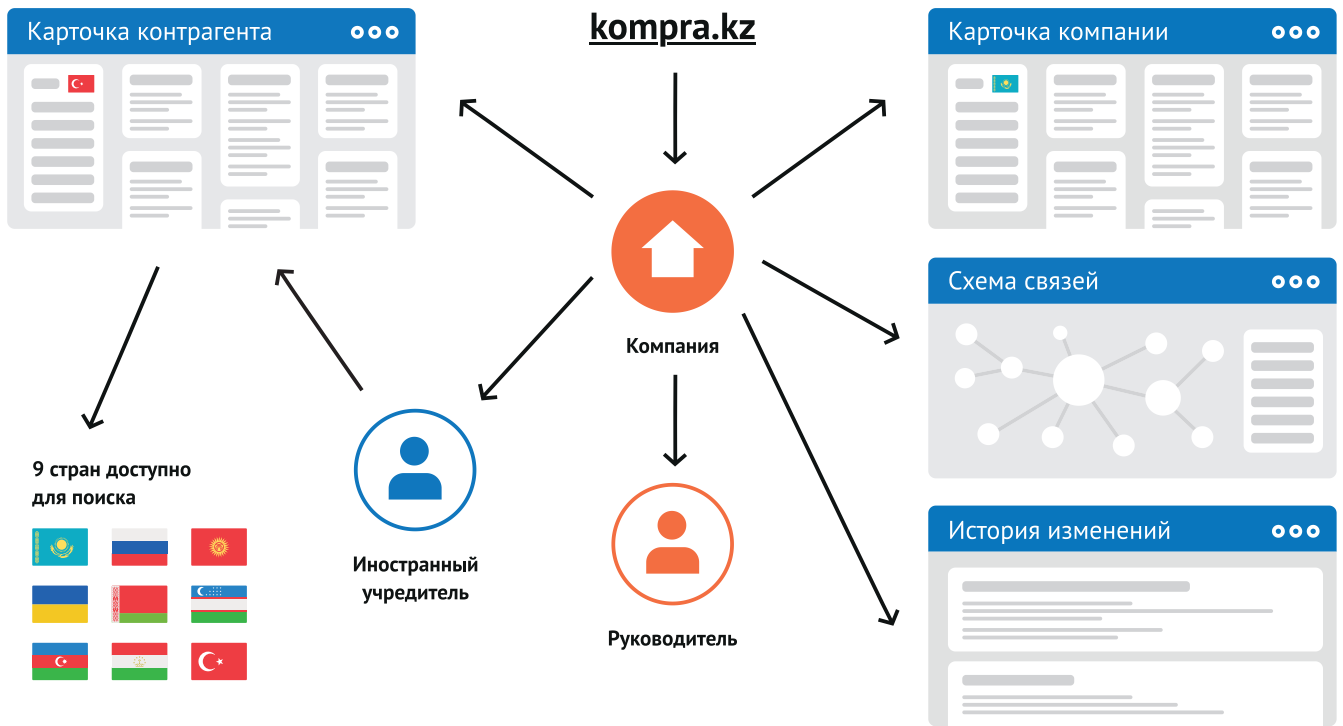 Карточка контрагента
kompra.kz
Карточка компании
Схема связей
Компания
9 стран доступно
для поиска
Иностранный
учредитель
Руководитель
История изменений